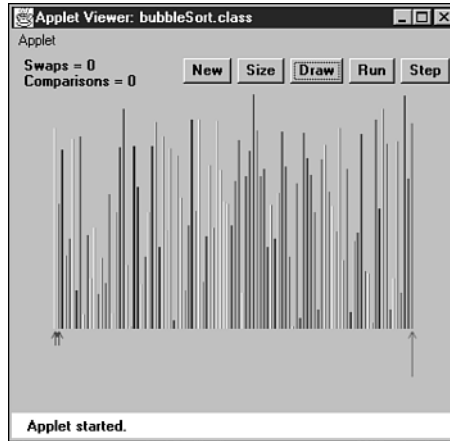 Applet Viewer: bubbleSort.class
Applet
Swaps = 0
Comparisons = 0
New Size Draw Run Step
Applet started.